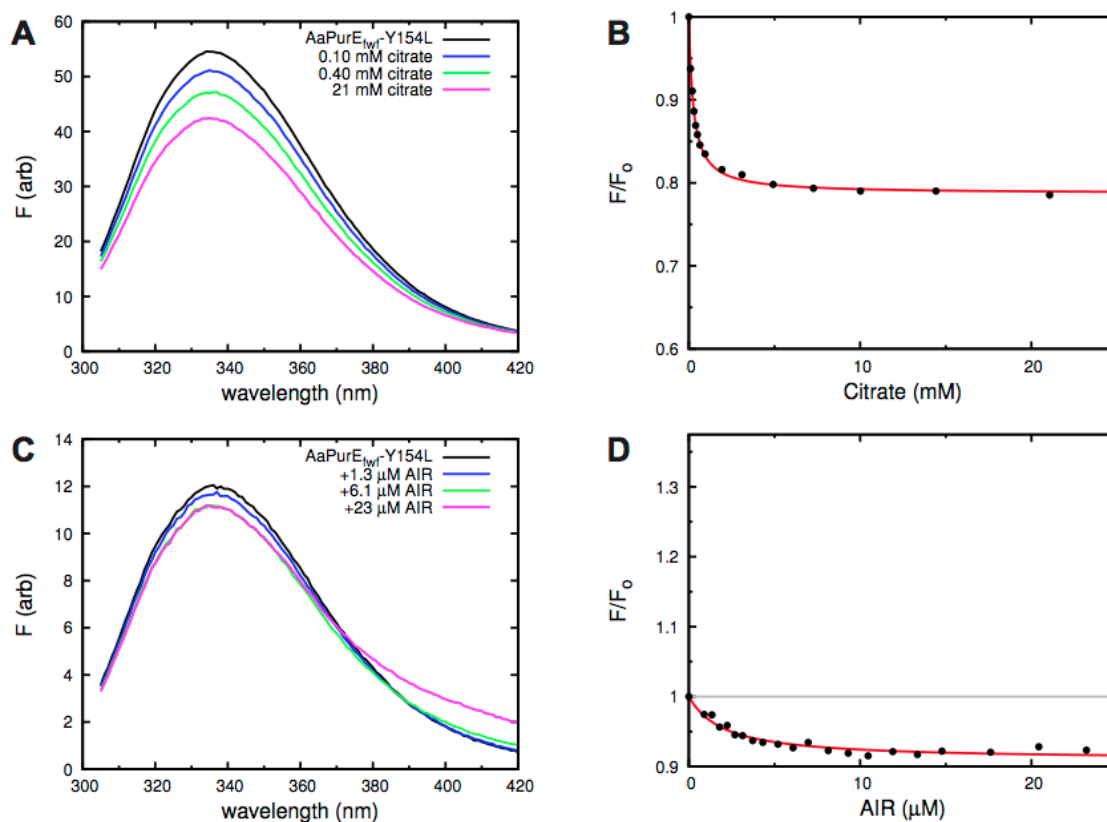 A
60
50
40
30
20
10
0
F (arb)
AaPurE_fwf-Y154L
0.10 mM citrate
0.40 mM citrate
21 mM citrate
300 320 340 360 380 400 420
wavelength (nm)
B
1
0.9
0.8
0.7
0.6
F/F_o
0 10 20
Citrate (mM)
C
14
12
10
8
6
4
2
0
F (arb)
AaPurE_fwf-Y154L
+1.3 μM AIR
+6.1 μM AIR
+23 μM AIR
300 320 340 360 380 400 420
wavelength (nm)
D
1.3
1.2
1.1
1
0.9
F/F_o
0 10 20
AIR (μM)